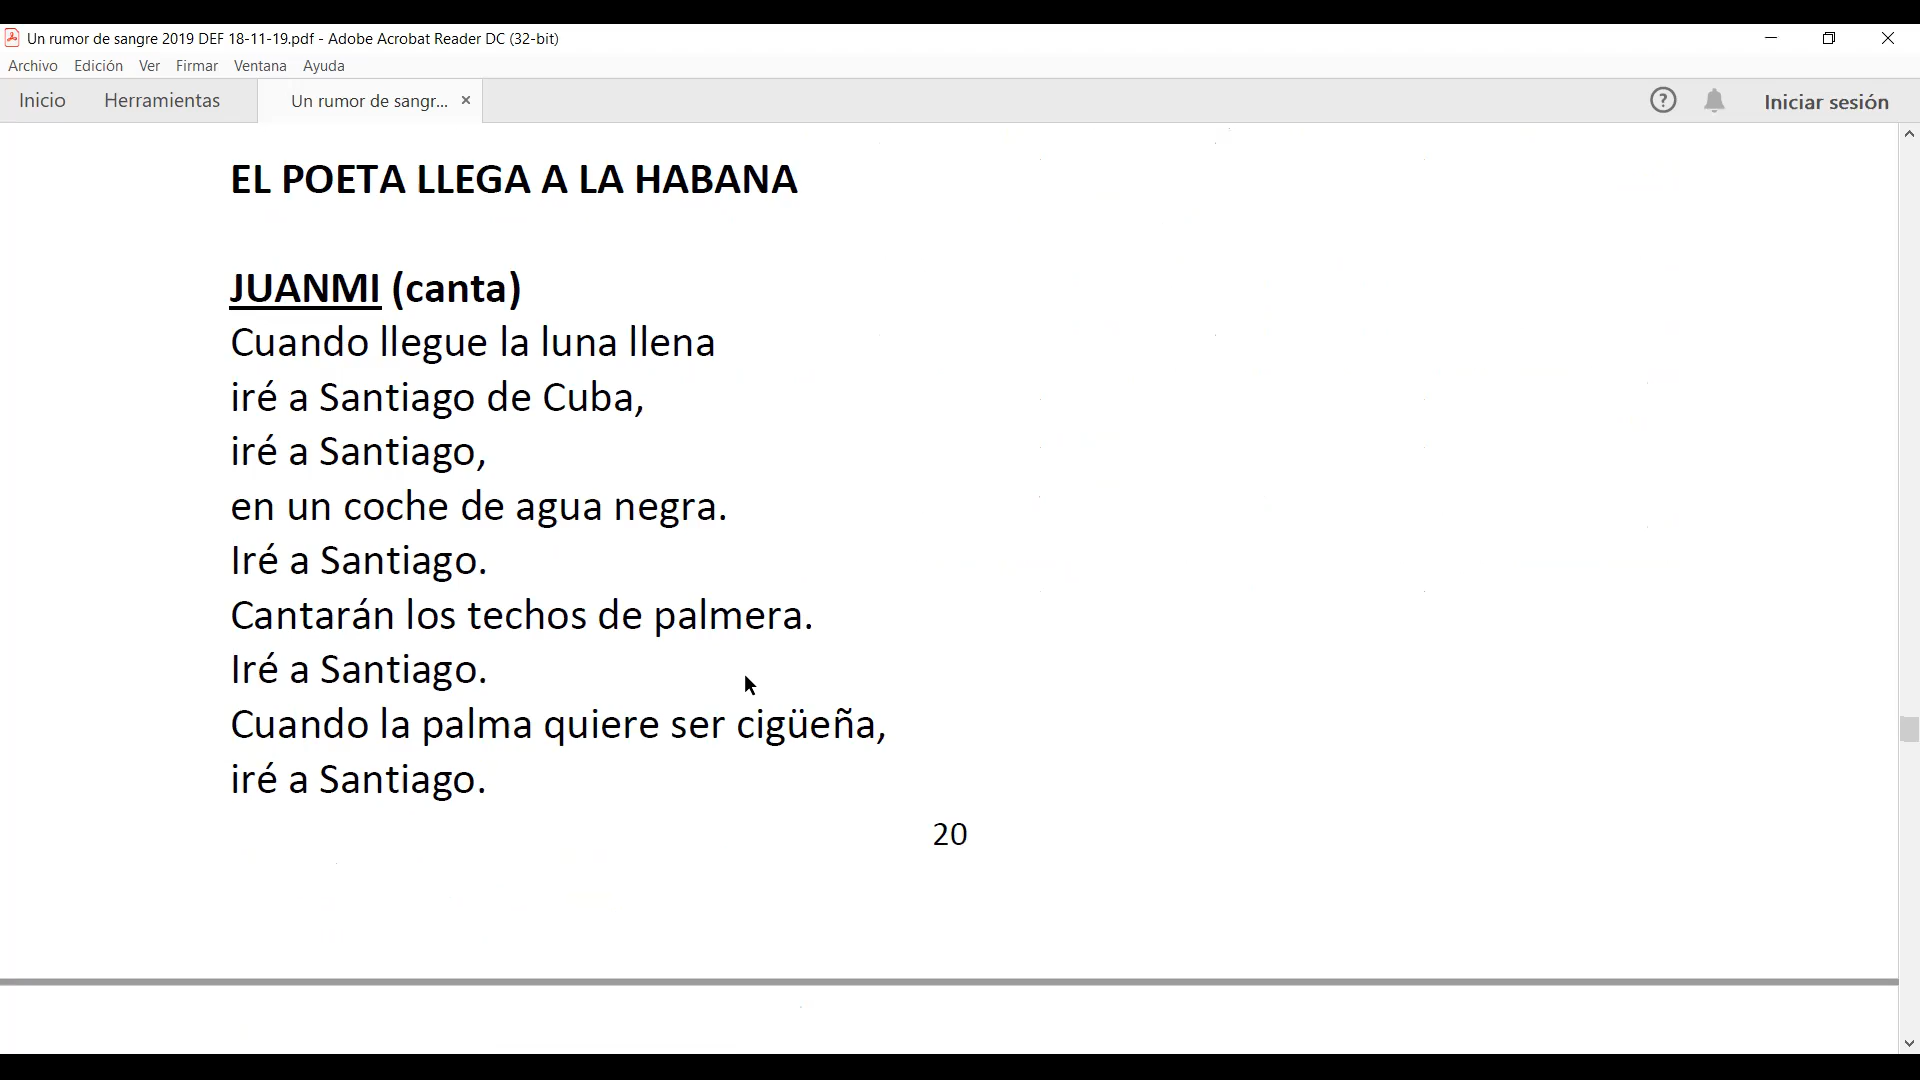 Un rumor de sangre 2019 DEF 18-11-19.pdf - Adobe Acrobat Reader DC (32-bit)
Archivo Edición Ver Firmar Ventana Ayuda
Inicio Herramientas Un rumor de sangr... × ? Iniciar sesión
EL POETA LLEGA A LA HABANA
JUANMI (canta)
Cuando llegue la luna llena
iré a Santiago de Cuba,
iré a Santiago,
en un coche de agua negra.
Iré a Santiago.
Cantarán los techos de palmera.
Iré a Santiago.
Cuando la palma quiere ser cigüeña,
iré a Santiago.
20